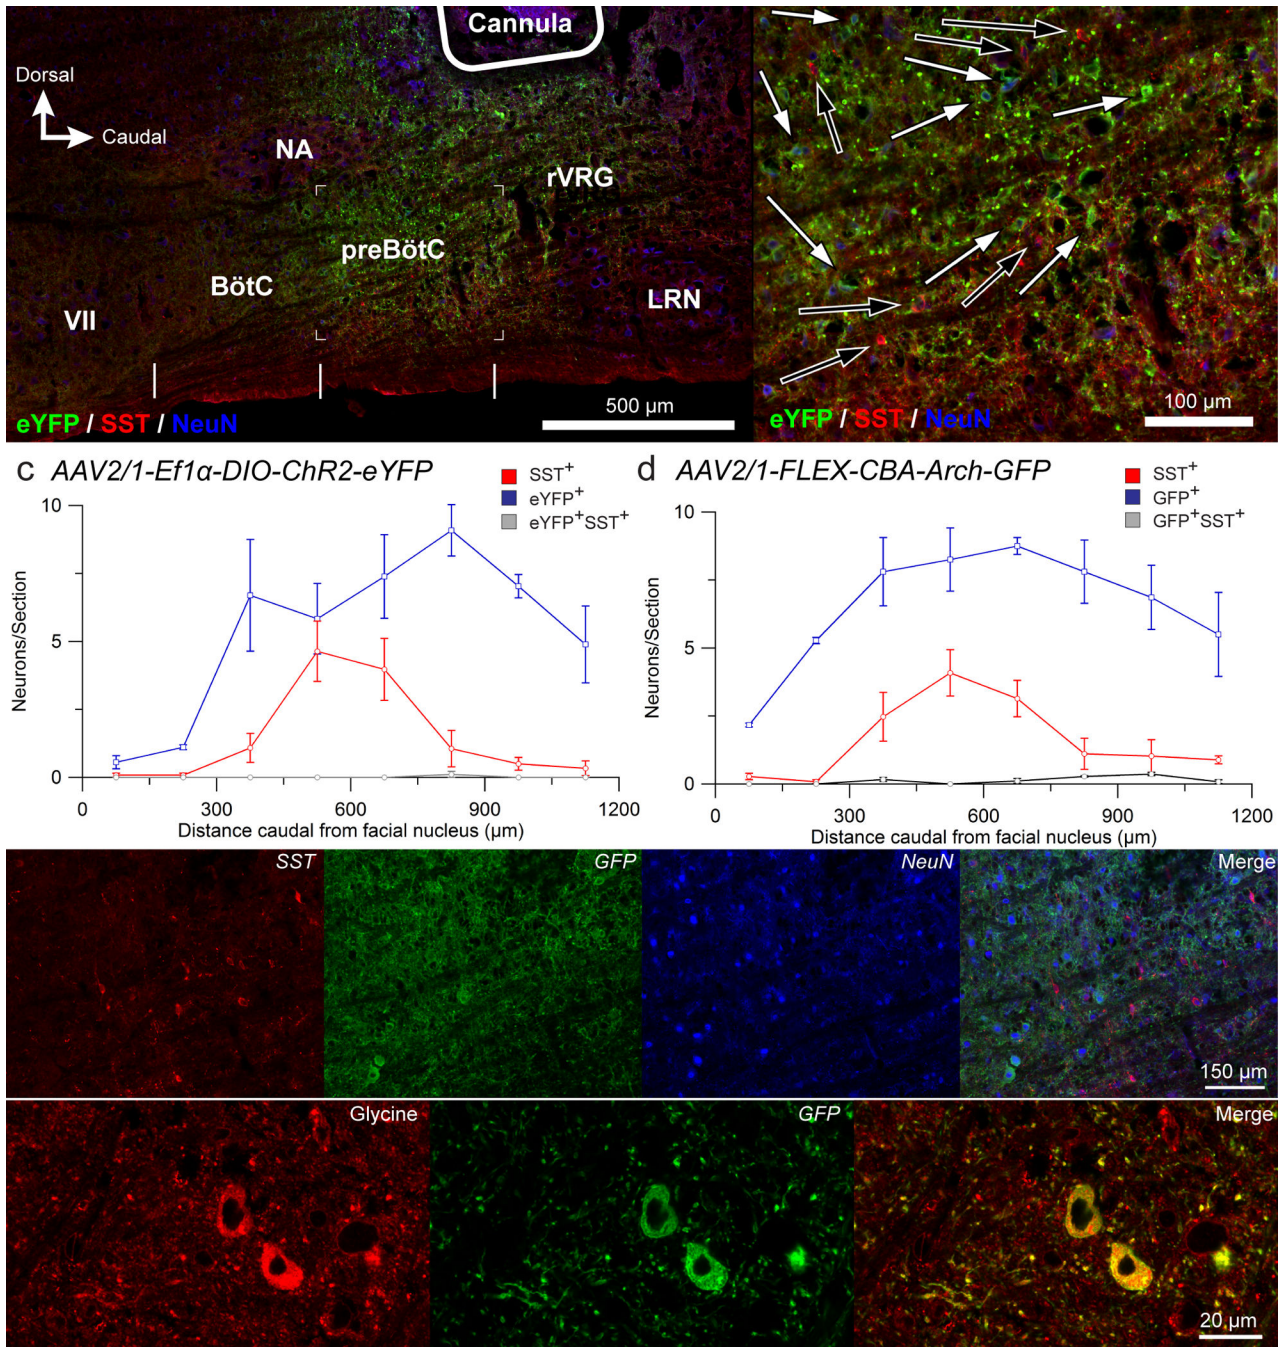 Cannula
Dorsal
Caudal
NA
rVRG
preBötC
BötC
LRN
VII
500 µm
eYFP / SST / NeuN
100 µm
eYFP / SST / NeuN
c AAV2/1-Ef1α-DIO-ChR2-eYFP
SST+
eYFP+
eYFP+SST+
10
5
0
Neurons/Section
0 300 600 900 1200
Distance caudal from facial nucleus (µm)
d AAV2/1-FLEX-CBA-Arch-GFP
SST+
GFP+
GFP+SST+
10
5
0
Neurons/Section
0 300 600 900 1200
Distance caudal from facial nucleus (µm)
SST
GFP
NeuN
Merge
150 µm
Glycine
GFP
Merge
20 µm